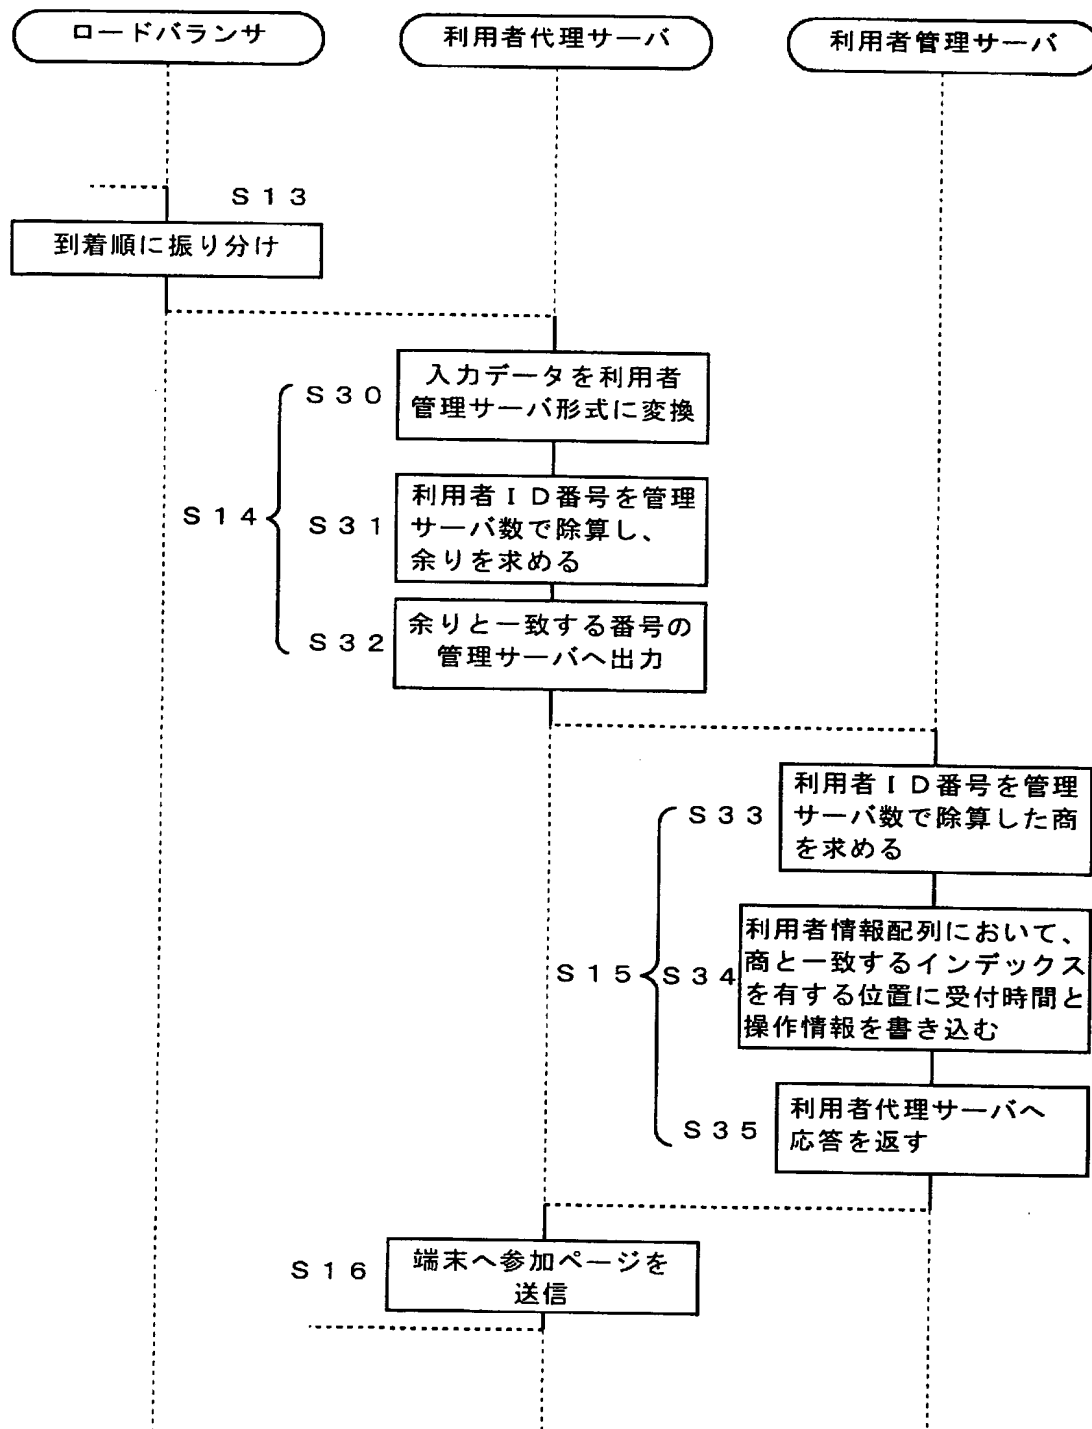 ロードバランサ
利用者代理サーバ
利用者管理サーバ
S13
到着順に振り分け
S14
S30
入力データを利用者
管理サーバ形式に変換
S31
利用者ID番号を管理
サーバ数で除算し、
余りを求める
S32
余りと一致する番号の
管理サーバへ出力
S15
S33
利用者ID番号を管理
サーバ数で除算した商
を求める
S34
利用者情報配列において、
商と一致するインデックス
を有する位置に受付時間と
操作情報を書き込む
S35
利用者代理サーバへ
応答を返す
S16
端末へ参加ページを
送信